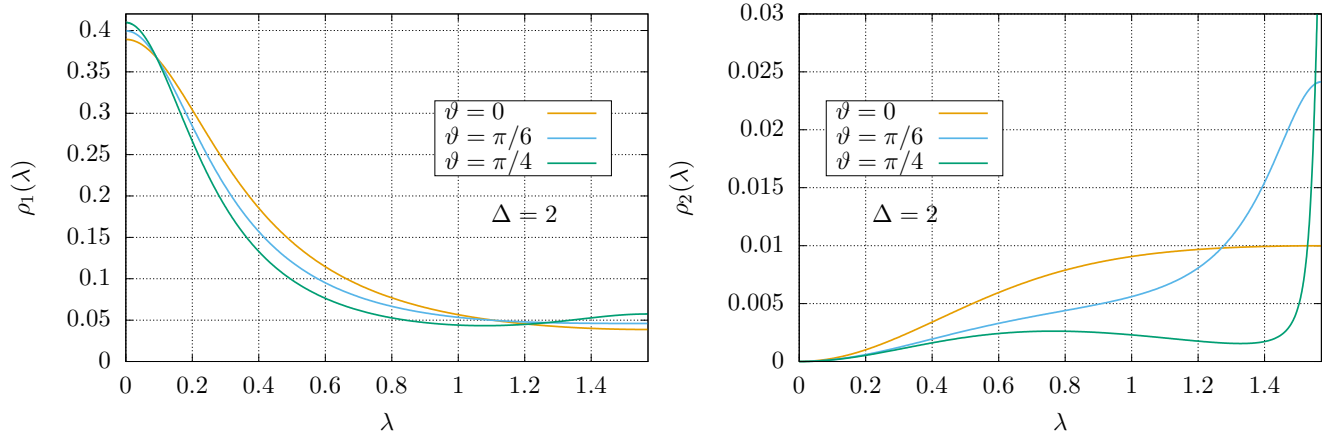 0.4
0.35
0.3
0.25
0.2
0.15
0.1
0.05
0
ρ₁(λ)
ϑ = 0
ϑ = π/6
ϑ = π/4
Δ = 2
0 0.2 0.4 0.6 0.8 1 1.2 1.4
λ
0.03
0.025
0.02
0.015
0.01
0.005
0
ρ₂(λ)
ϑ = 0
ϑ = π/6
ϑ = π/4
Δ = 2
0 0.2 0.4 0.6 0.8 1 1.2 1.4
λ